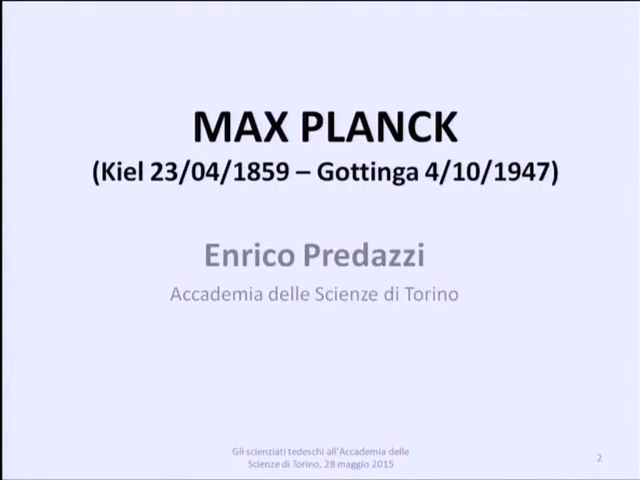 MAX PLANCK
(Kiel 23/04/1859 – Gottinga 4/10/1947)
Enrico Predazzi
Accademia delle Scienze di Torino
Gli scienziati tedeschi all'Accademia delle
Scienze di Torino, 28 maggio 2015
2